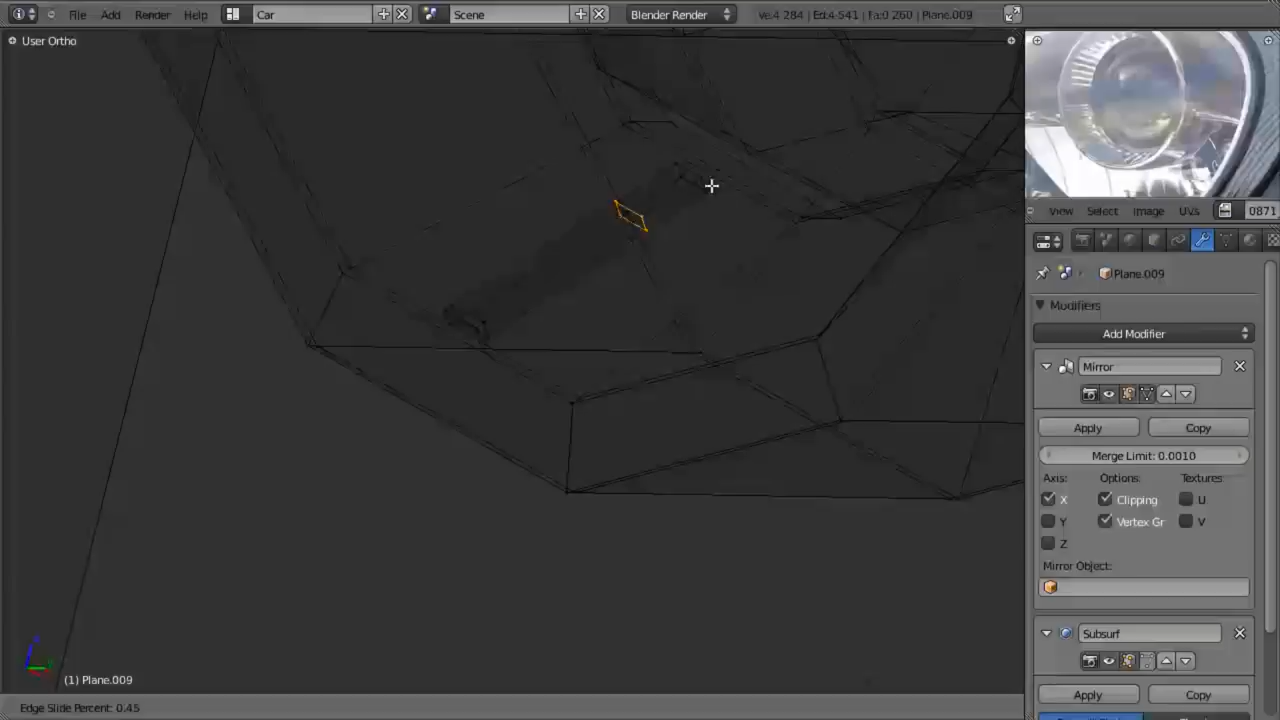 File Add Render Help Car Scene Blender Render Ve:4-284 | Ed:4-541 | Fa:0-260 | Plane.009
User Ortho
View Select Image UVs 0871
Plane.009
Modifiers
Add Modifier
Mirror
Apply Copy
Merge Limit: 0.0010
Axis: Options: Textures:
X Clipping U
Y Vertex Gr V
Z
Mirror Object:
Subsurf
(1) Plane.009
Apply Copy
Edge Slide Percent: 0.45